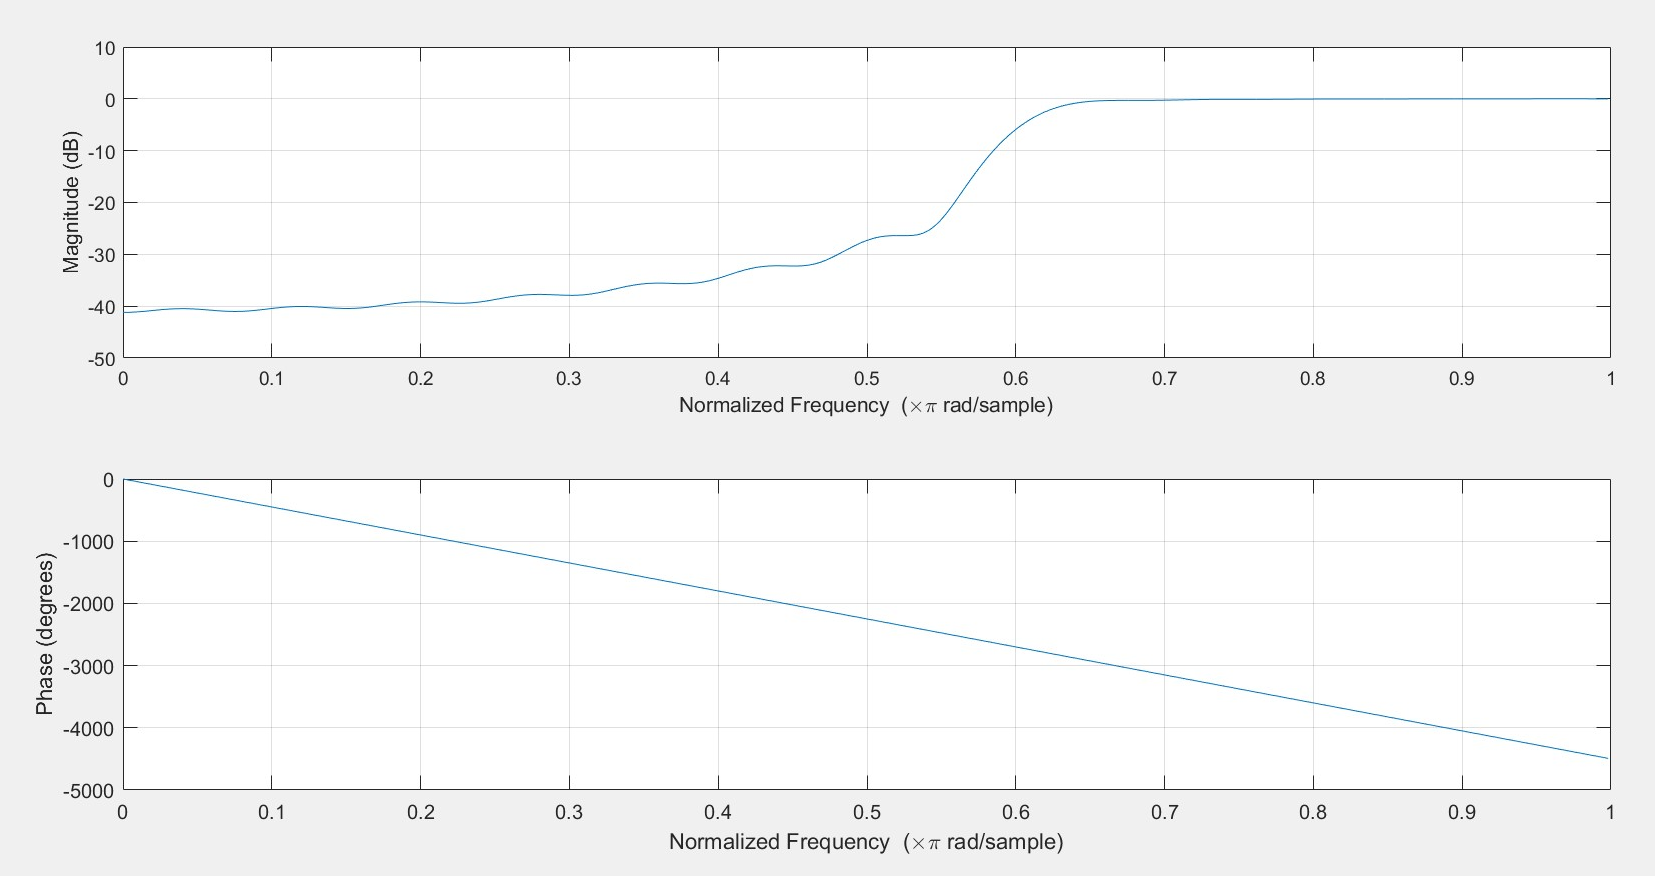 10
0
-10
-20
-30
-40
-50
Magnitude (dB)
0 0.1 0.2 0.3 0.4 0.5 0.6 0.7 0.8 0.9 1
Normalized Frequency (×π rad/sample)
0
-1000
-2000
-3000
-4000
-5000
Phase (degrees)
0 0.1 0.2 0.3 0.4 0.5 0.6 0.7 0.8 0.9 1
Normalized Frequency (×π rad/sample)